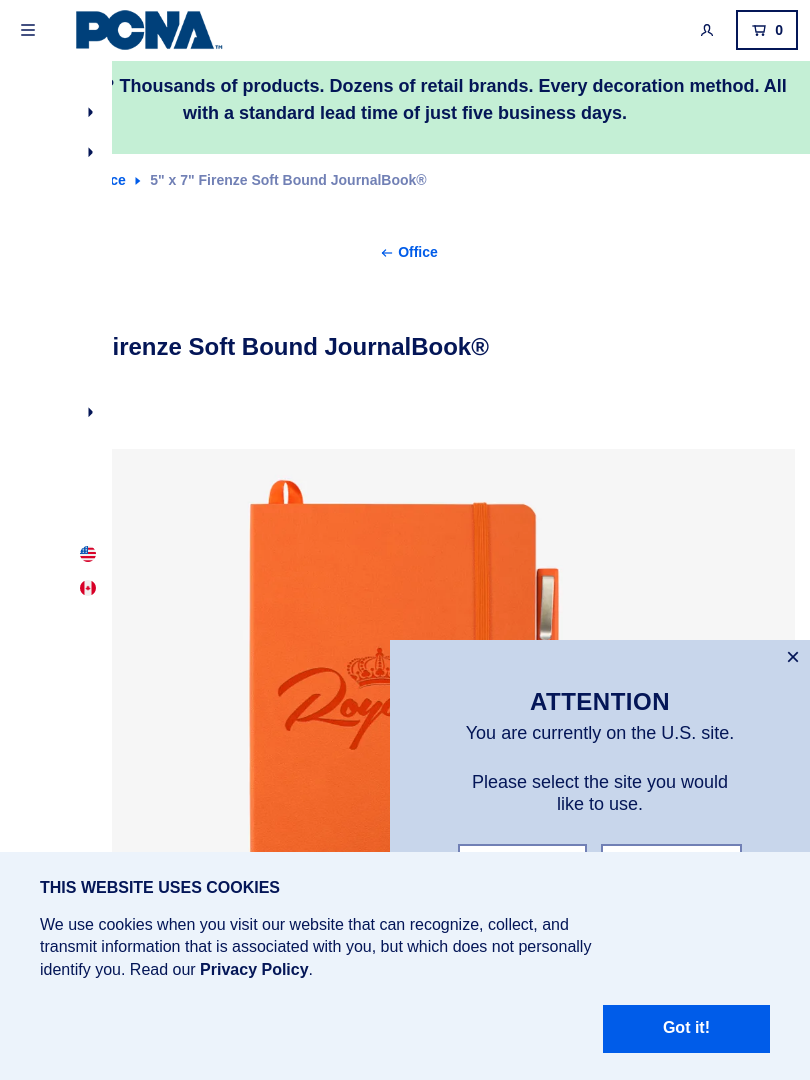 PCNA™
0
Thousands of products. Dozens of retail brands. Every decoration method. All
with a standard lead time of just five business days.
5" x 7" Firenze Soft Bound JournalBook®
← Office
Soft Bound JournalBook®
ATTENTION
You are currently on the U.S. site.
Please select the site you would
like to use.
THIS WEBSITE USES COOKIES
We use cookies when you visit our website that can recognize, collect, and
transmit information that is associated with you, but which does not personally
identify you. Read our Privacy Policy.
Got it!